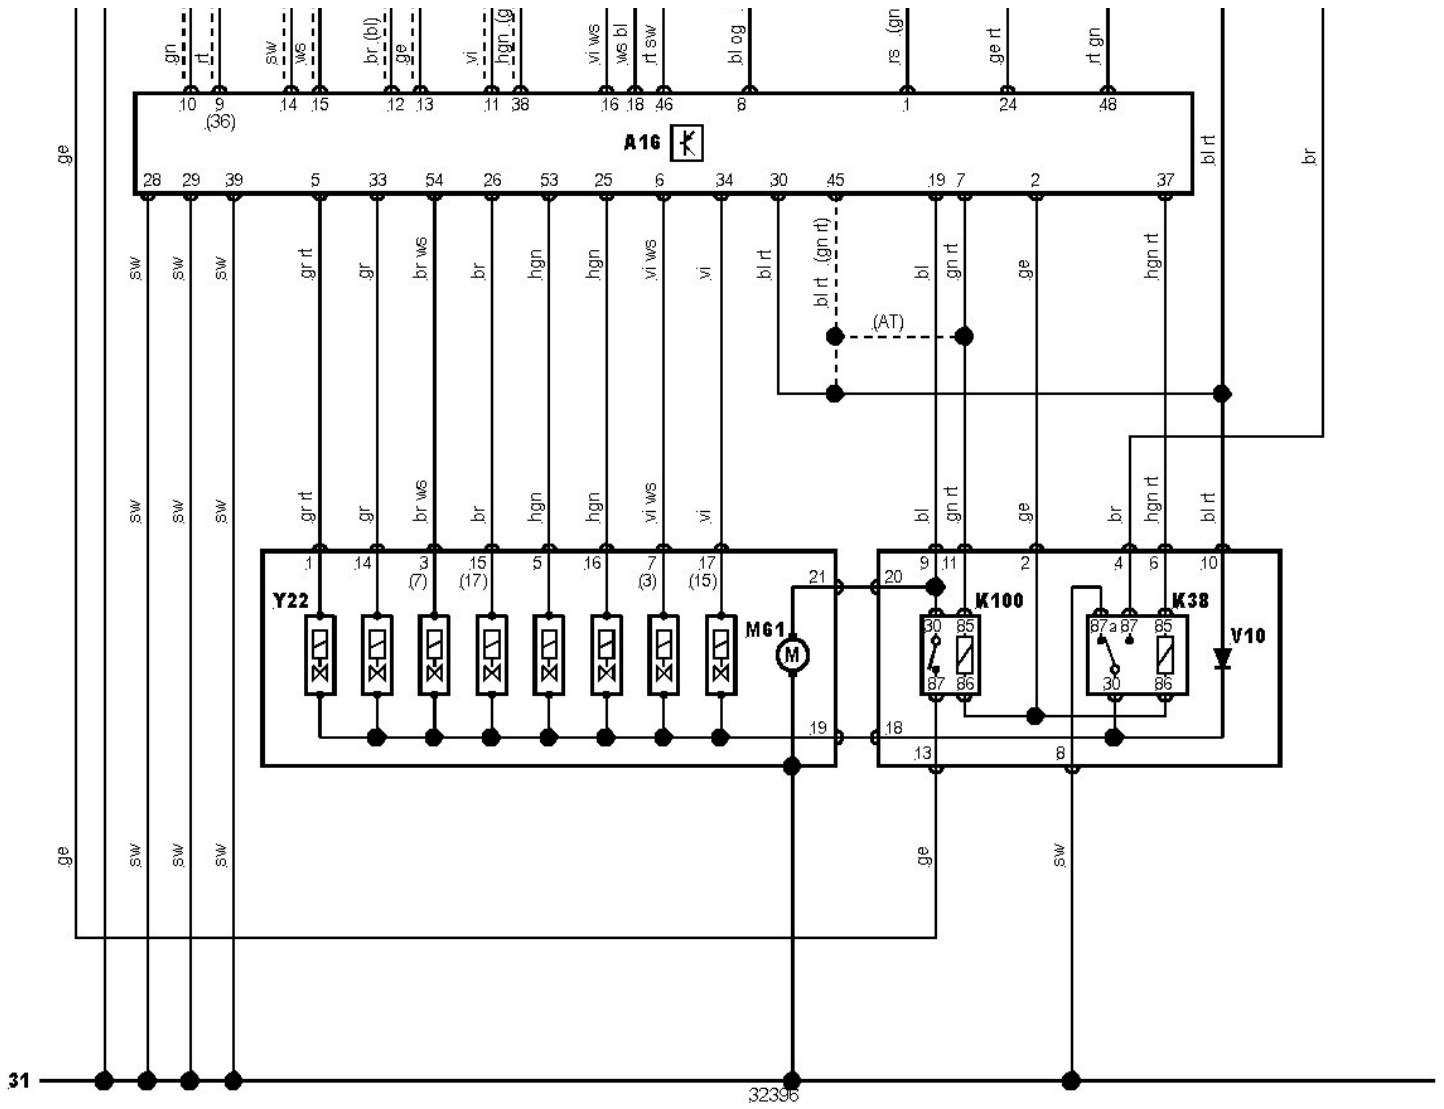 .gn .rt .sw .ws .br .(bl) .ge .vi .hgn .(g .vi ws .ws bl .rt sw .bl og .rs .(gn .ge rt .rt gn
.10 9 .14 .15 .12 .13 .11 38 .16 .18 .46 8 .1 24 48
.(36)
A16
.ge .bl rt .br
28 29 39 5 33 54 26 53 25 6 34 30 45 .19 7 2 37
.sw .sw .sw .gr rt .gr .br ws .br .hgn .hgn .vi ws .vi .bl rt .bl rt .(gn rt) .bl .gn rt .ge .hgn rt
.(AT)
.sw .sw .sw .gr rt .gr .br ws .br .hgn .hgn .vi ws .vi .bl .gn rt .ge .br .hgn rt .bl rt
.1 .14 3 .15 5 .16 7 .17 9 .11 2 4 6 .10
(7) (17) (3) (15)
21 20
Y22 M61 K100 K38 V10
30 85 87a 87 85
M
87 86 30 86
.19 .18
.13 8
.ge .sw .sw .sw .ge .sw
31
32396